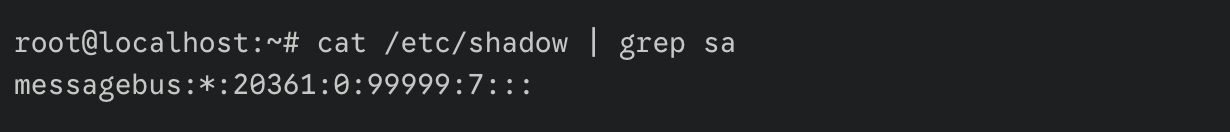 root@localhost:~# cat /etc/shadow | grep sa
messagebus:*:20361:0:99999:7:::